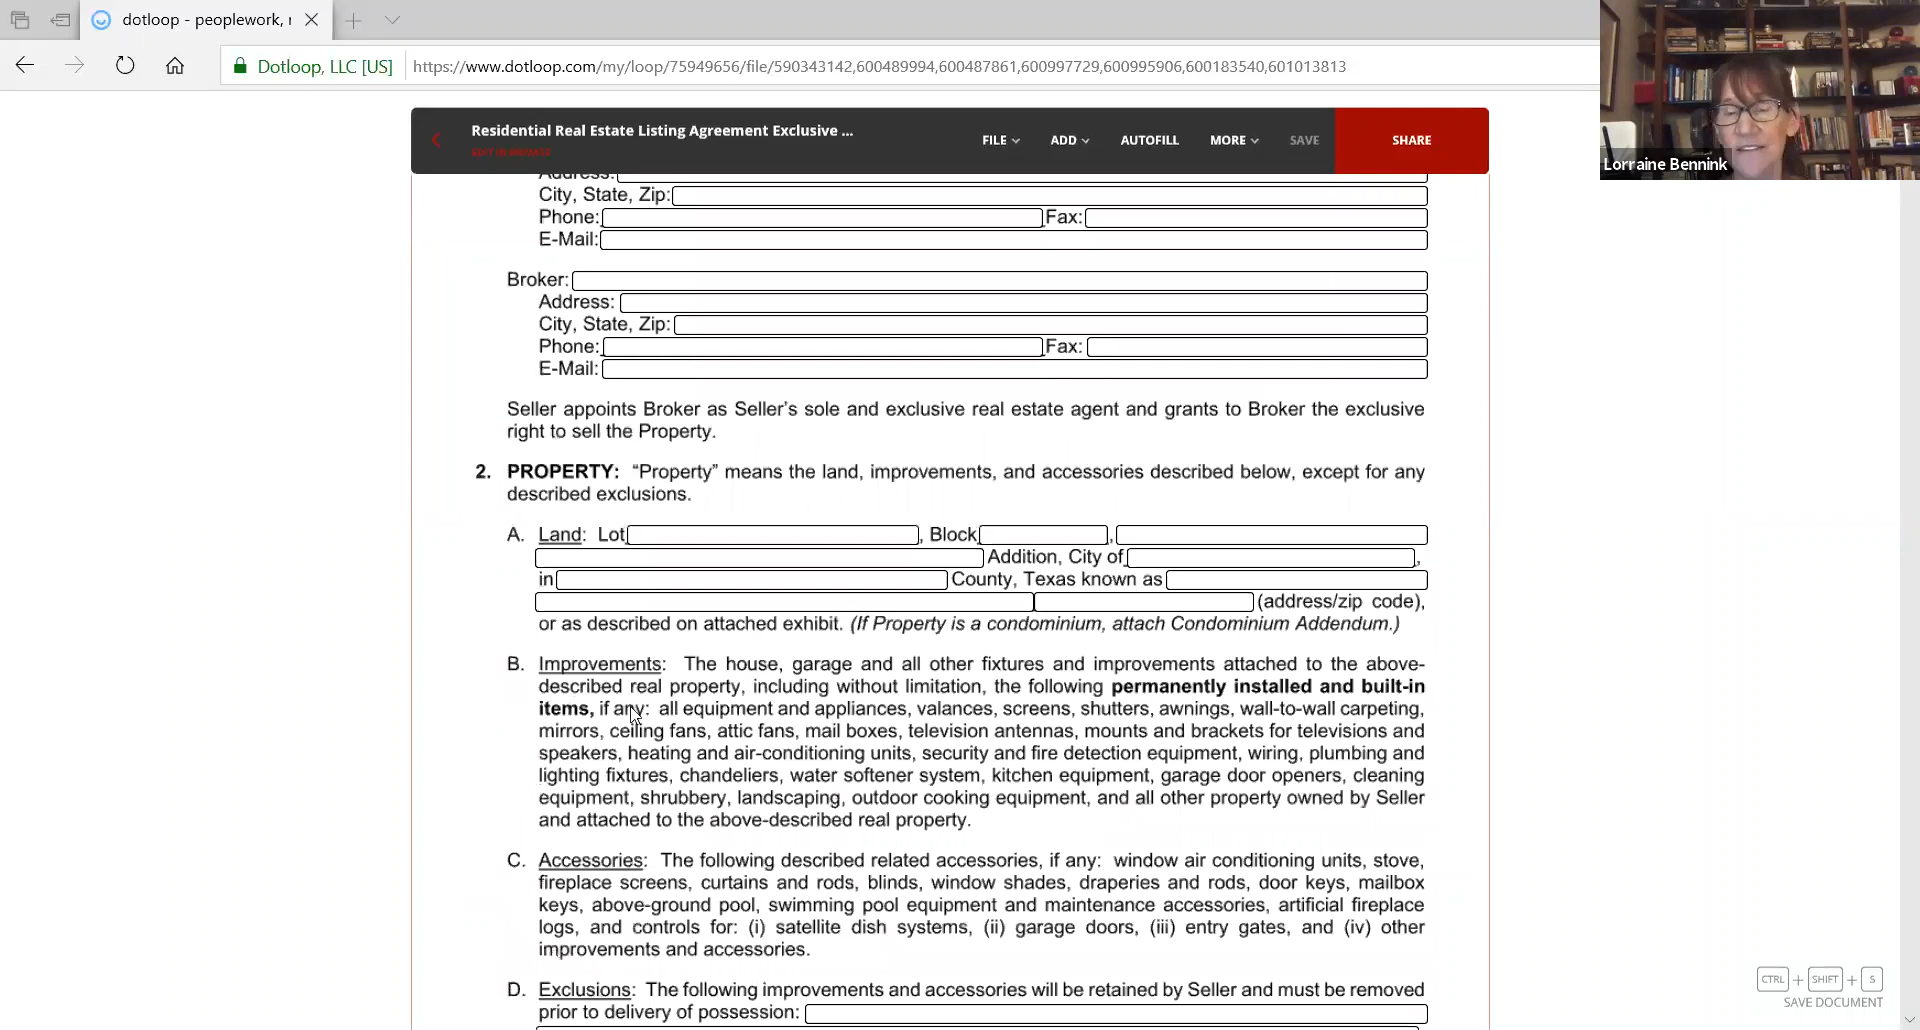 dotloop - peoplework, r
Dotloop, LLC [US]
https://www.dotloop.com/my/loop/75949656/file/590343142,600489994,600487861,600997729,600995906,600183540,601013813
Lorraine Bennink
Residential Real Estate Listing Agreement Exclusive ...
EDIT IN PRIVATE
FILE ADD AUTOFILL MORE SAVE SHARE
Address:
City, State, Zip:
Phone: Fax:
E-Mail:
Broker:
Address:
City, State, Zip:
Phone: Fax:
E-Mail:
Seller appoints Broker as Seller’s sole and exclusive real estate agent and grants to Broker the exclusive
right to sell the Property.
2. PROPERTY: “Property” means the land, improvements, and accessories described below, except for any
described exclusions.
A. Land: Lot , Block ,
Addition, City of ,
in County, Texas known as
(address/zip code),
or as described on attached exhibit. (If Property is a condominium, attach Condominium Addendum.)
B. Improvements: The house, garage and all other fixtures and improvements attached to the above-
described real property, including without limitation, the following permanently installed and built-in
items, if any: all equipment and appliances, valances, screens, shutters, awnings, wall-to-wall carpeting,
mirrors, ceiling fans, attic fans, mail boxes, television antennas, mounts and brackets for televisions and
speakers, heating and air-conditioning units, security and fire detection equipment, wiring, plumbing and
lighting fixtures, chandeliers, water softener system, kitchen equipment, garage door openers, cleaning
equipment, shrubbery, landscaping, outdoor cooking equipment, and all other property owned by Seller
and attached to the above-described real property.
C. Accessories: The following described related accessories, if any: window air conditioning units, stove,
fireplace screens, curtains and rods, blinds, window shades, draperies and rods, door keys, mailbox
keys, above-ground pool, swimming pool equipment and maintenance accessories, artificial fireplace
logs, and controls for: (i) satellite dish systems, (ii) garage doors, (iii) entry gates, and (iv) other
improvements and accessories.
D. Exclusions: The following improvements and accessories will be retained by Seller and must be removed
prior to delivery of possession:
CTRL + SHIFT + S
SAVE DOCUMENT